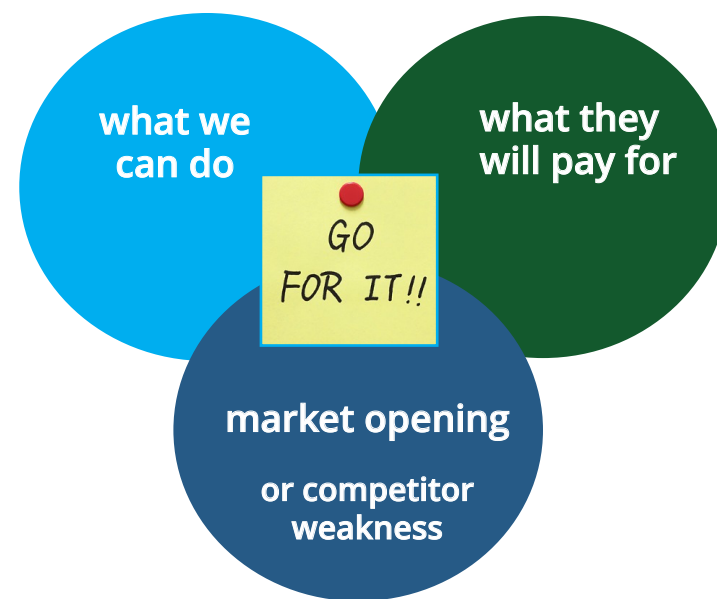 what we
can do
what they
will pay for
GO
FOR IT!!
market opening
or competitor
weakness